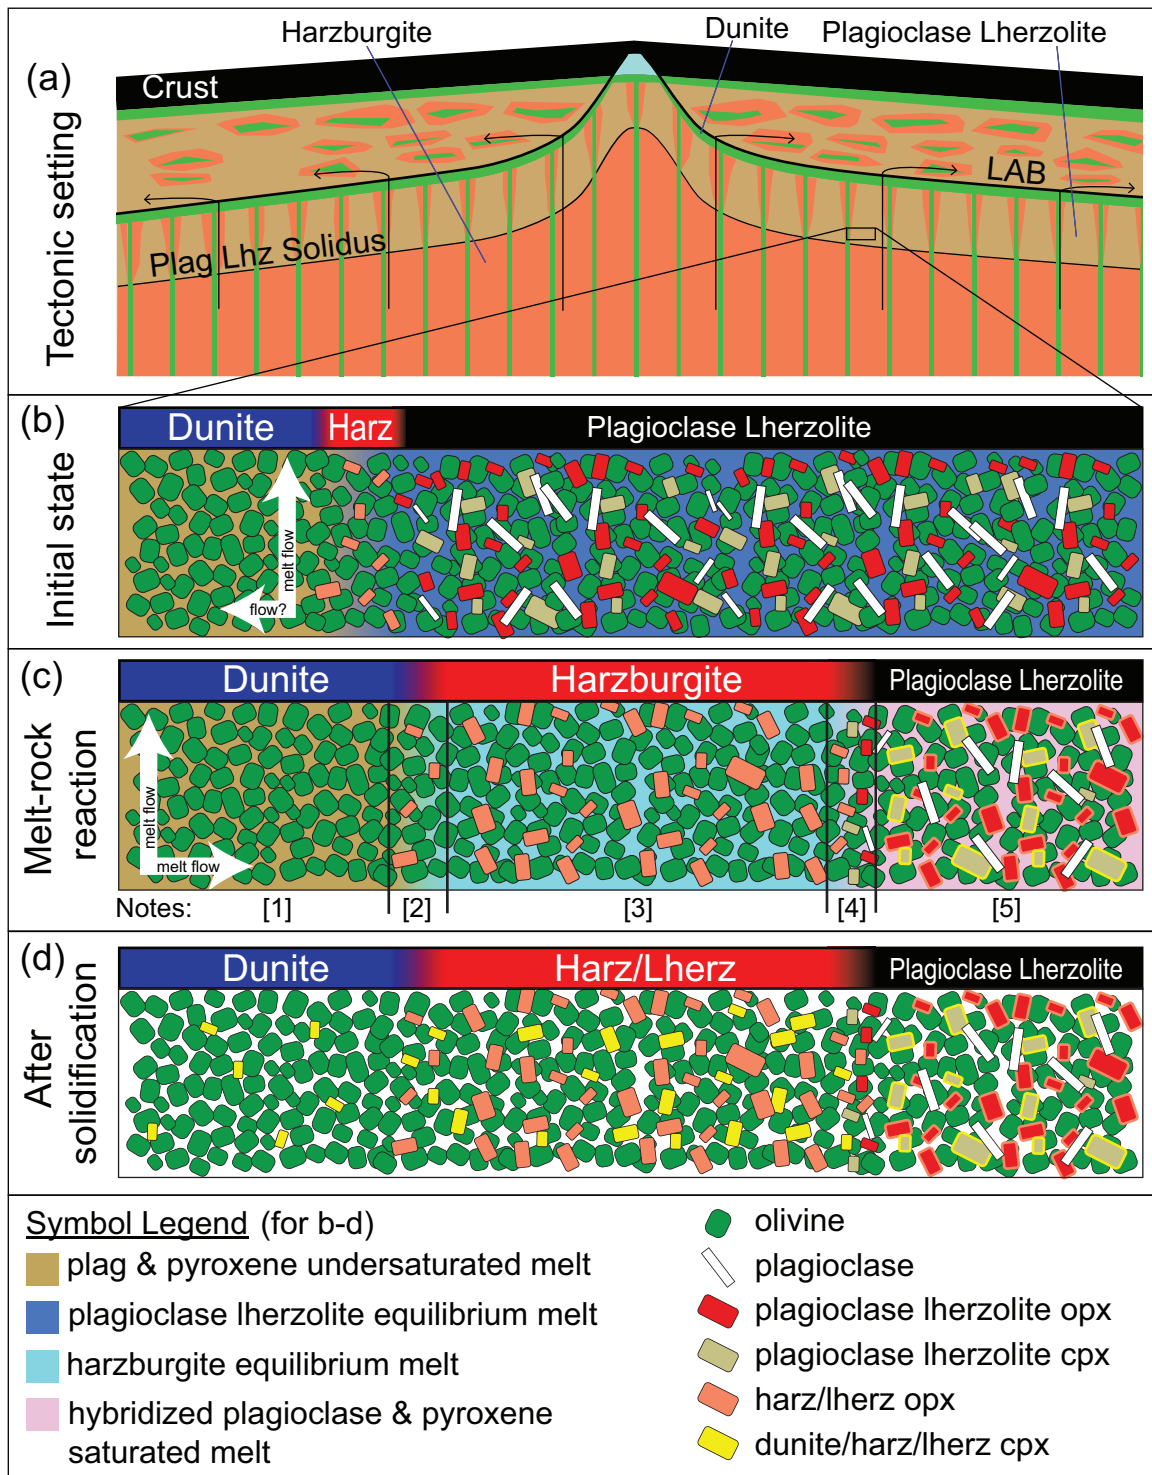 Harzburgite
Dunite
Plagioclase Lherzolite
(a)
Crust
LAB
Plag Lhz Solidus
Tectonic setting
(b)
Dunite
Harz
Plagioclase Lherzolite
melt flow
flow?
Initial state
(c)
Dunite
Harzburgite
Plagioclase Lherzolite
melt flow
melt flow
Melt-rock
reaction
Notes: [1] [2] [3] [4] [5]
(d)
Dunite
Harz/Lherz
Plagioclase Lherzolite
After
solidification
Symbol Legend (for b-d)
plag & pyroxene undersaturated melt
plagioclase lherzolite equilibrium melt
harzburgite equilibrium melt
hybridized plagioclase & pyroxene
saturated melt
olivine
plagioclase
plagioclase lherzolite opx
plagioclase lherzolite cpx
harz/lherz opx
dunite/harz/lherz cpx